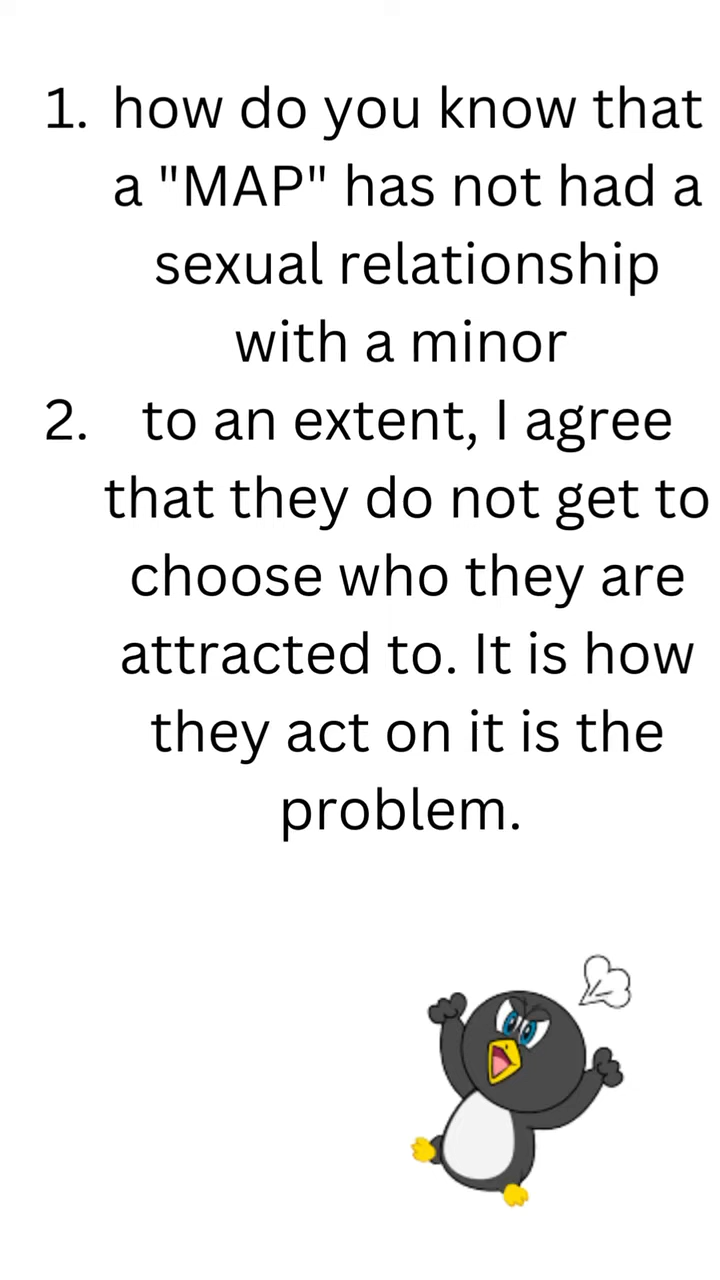 1. how do you know that
a "MAP" has not had a
sexual relationship
with a minor
2. to an extent, I agree
that they do not get to
choose who they are
attracted to. It is how
they act on it is the
problem.